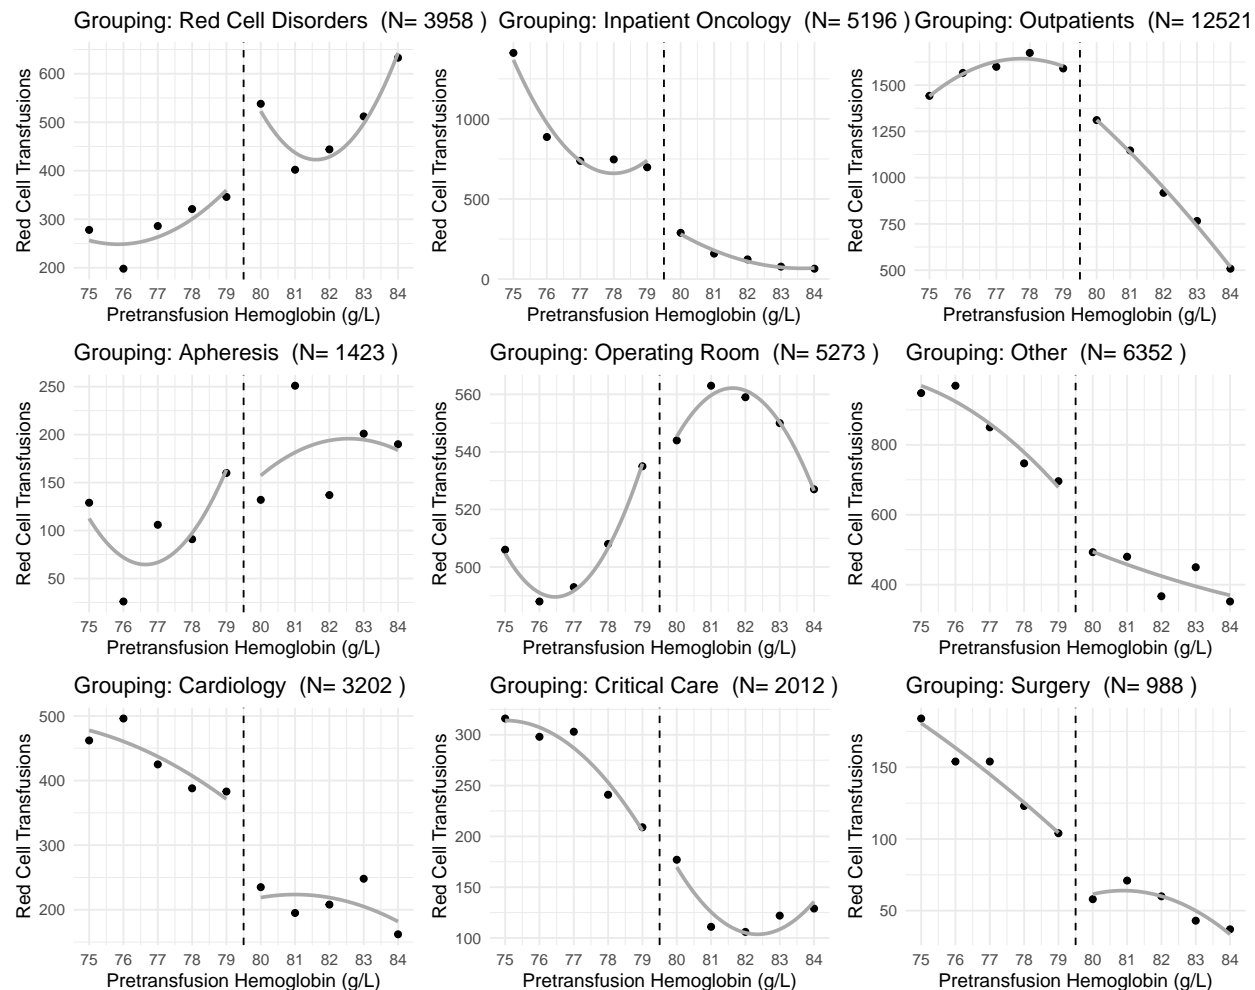 Grouping: Red Cell Disorders (N= 3958 )
Red Cell Transfusions
600
500
400
300
200
75 76 77 78 79 80 81 82 83 84
Pretransfusion Hemoglobin (g/L)
Grouping: Inpatient Oncology (N= 5196 )
Red Cell Transfusions
1000
500
0
75 76 77 78 79 80 81 82 83 84
Pretransfusion Hemoglobin (g/L)
Grouping: Outpatients (N= 12521
Red Cell Transfusions
1500
1250
1000
750
500
75 76 77 78 79 80 81 82 83 84
Pretransfusion Hemoglobin (g/L)
Grouping: Apheresis (N= 1423 )
Red Cell Transfusions
250
200
150
100
50
75 76 77 78 79 80 81 82 83 84
Pretransfusion Hemoglobin (g/L)
Grouping: Operating Room (N= 5273 )
Red Cell Transfusions
560
540
520
500
75 76 77 78 79 80 81 82 83 84
Pretransfusion Hemoglobin (g/L)
Grouping: Other (N= 6352 )
Red Cell Transfusions
800
600
400
75 76 77 78 79 80 81 82 83 84
Pretransfusion Hemoglobin (g/L)
Grouping: Cardiology (N= 3202 )
Red Cell Transfusions
500
400
300
200
75 76 77 78 79 80 81 82 83 84
Pretransfusion Hemoglobin (g/L)
Grouping: Critical Care (N= 2012 )
Red Cell Transfusions
300
250
200
150
100
75 76 77 78 79 80 81 82 83 84
Pretransfusion Hemoglobin (g/L)
Grouping: Surgery (N= 988 )
Red Cell Transfusions
150
100
50
75 76 77 78 79 80 81 82 83 84
Pretransfusion Hemoglobin (g/L)